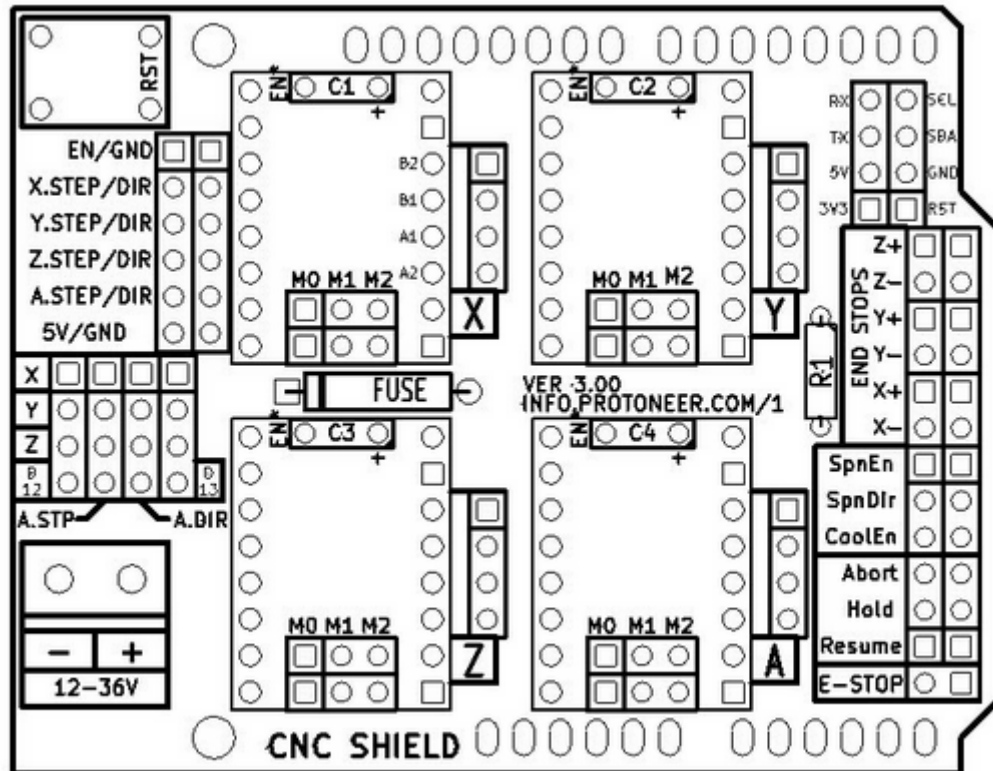 RST
EN/GND
X.STEP/DIR
Y.STEP/DIR
Z.STEP/DIR
A.STEP/DIR
5V/GND
X
Y
Z
B
12
D
13
A.STP
A.DIR
-
+
12-36V
EN*
C1
+
B2
B1
A1
A2
M0 M1 M2
X
EN*
C2
+
M0 M1 M2
Y
FUSE
VER 3.00
INFO.PROTONEER.COM/1
R1
EN*
C3
+
M0 M1 M2
Z
EN*
C4
+
M0 M1 M2
A
RX
SCL
TX
SDA
5V
GND
3V3
RST
END STOPS
Z+
Z-
Y+
Y-
X+
X-
SpnEn
SpnDir
CoolEn
Abort
Hold
Resume
E-STOP
CNC SHIELD